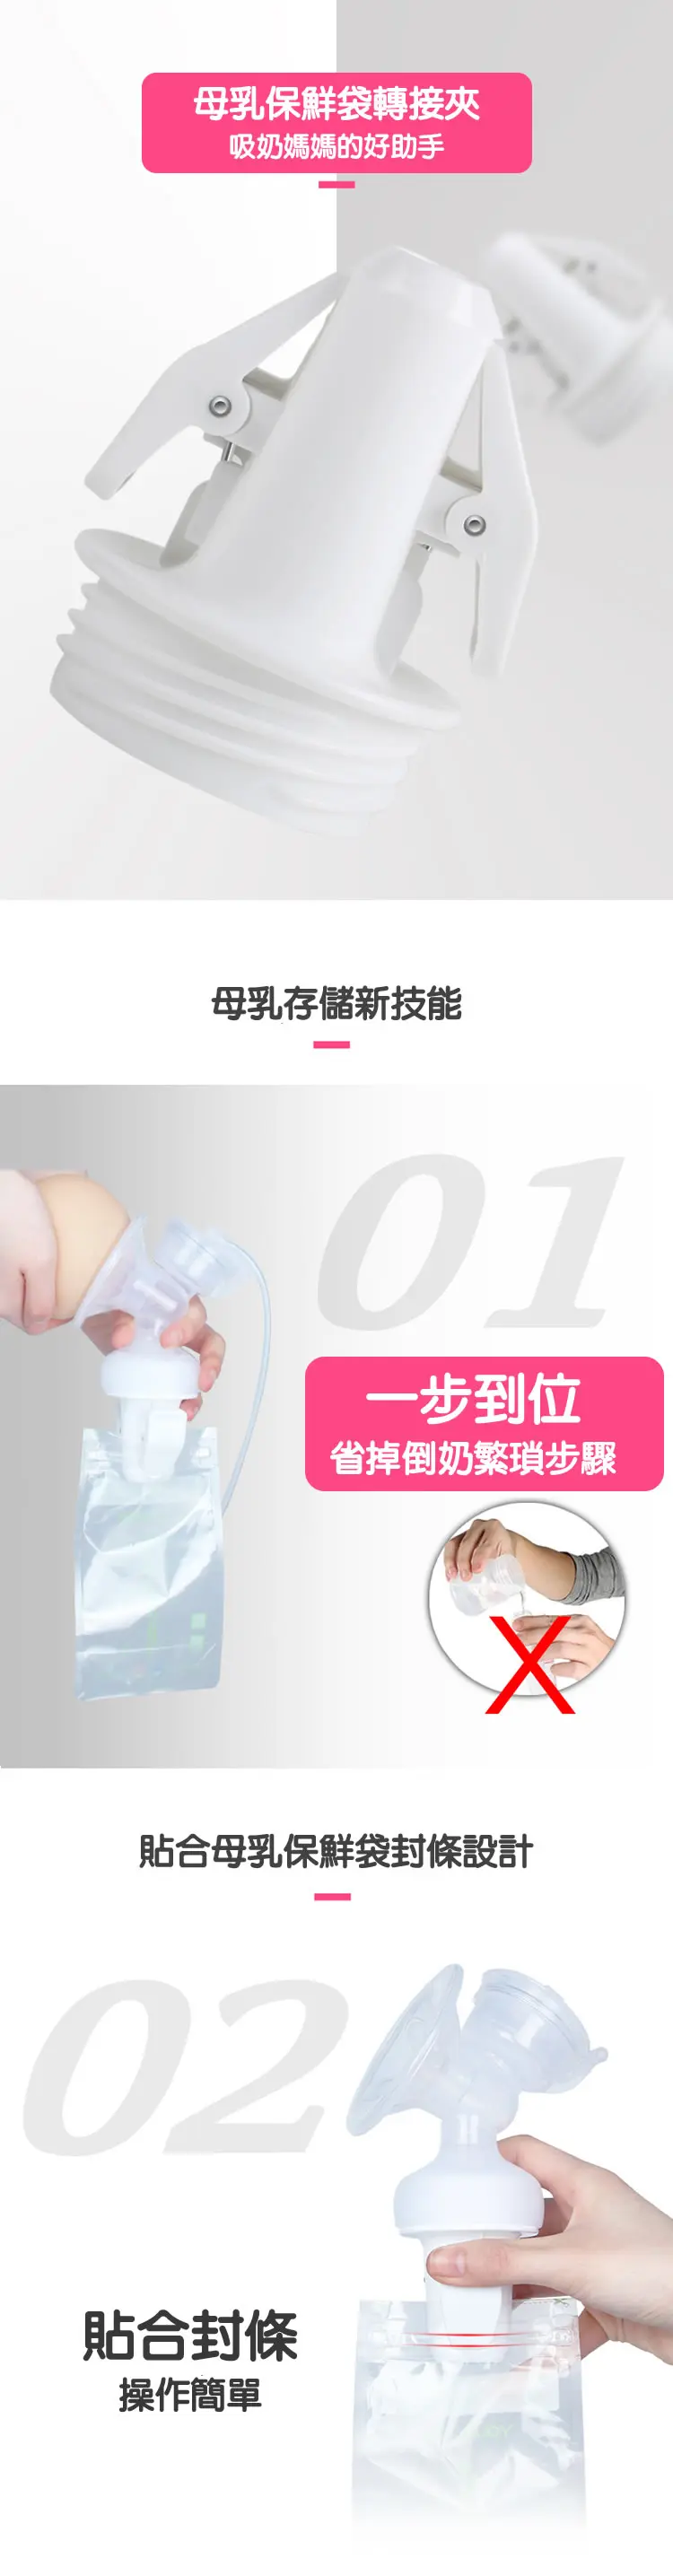 母乳保鮮袋轉接夾
吸奶媽媽的好助手
母乳存儲新技能
01
一步到位
省掉倒奶繁瑣步驟
X
貼合母乳保鮮袋封條設計
02
貼合封條
操作簡單